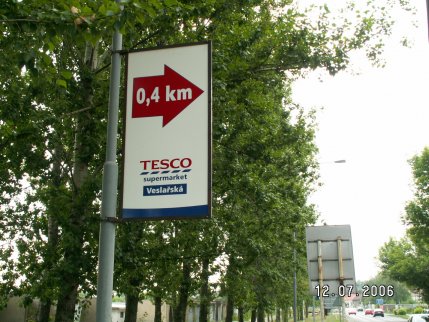 0,4 km
TESCO
supermarket
Veslařská
12.07.2006